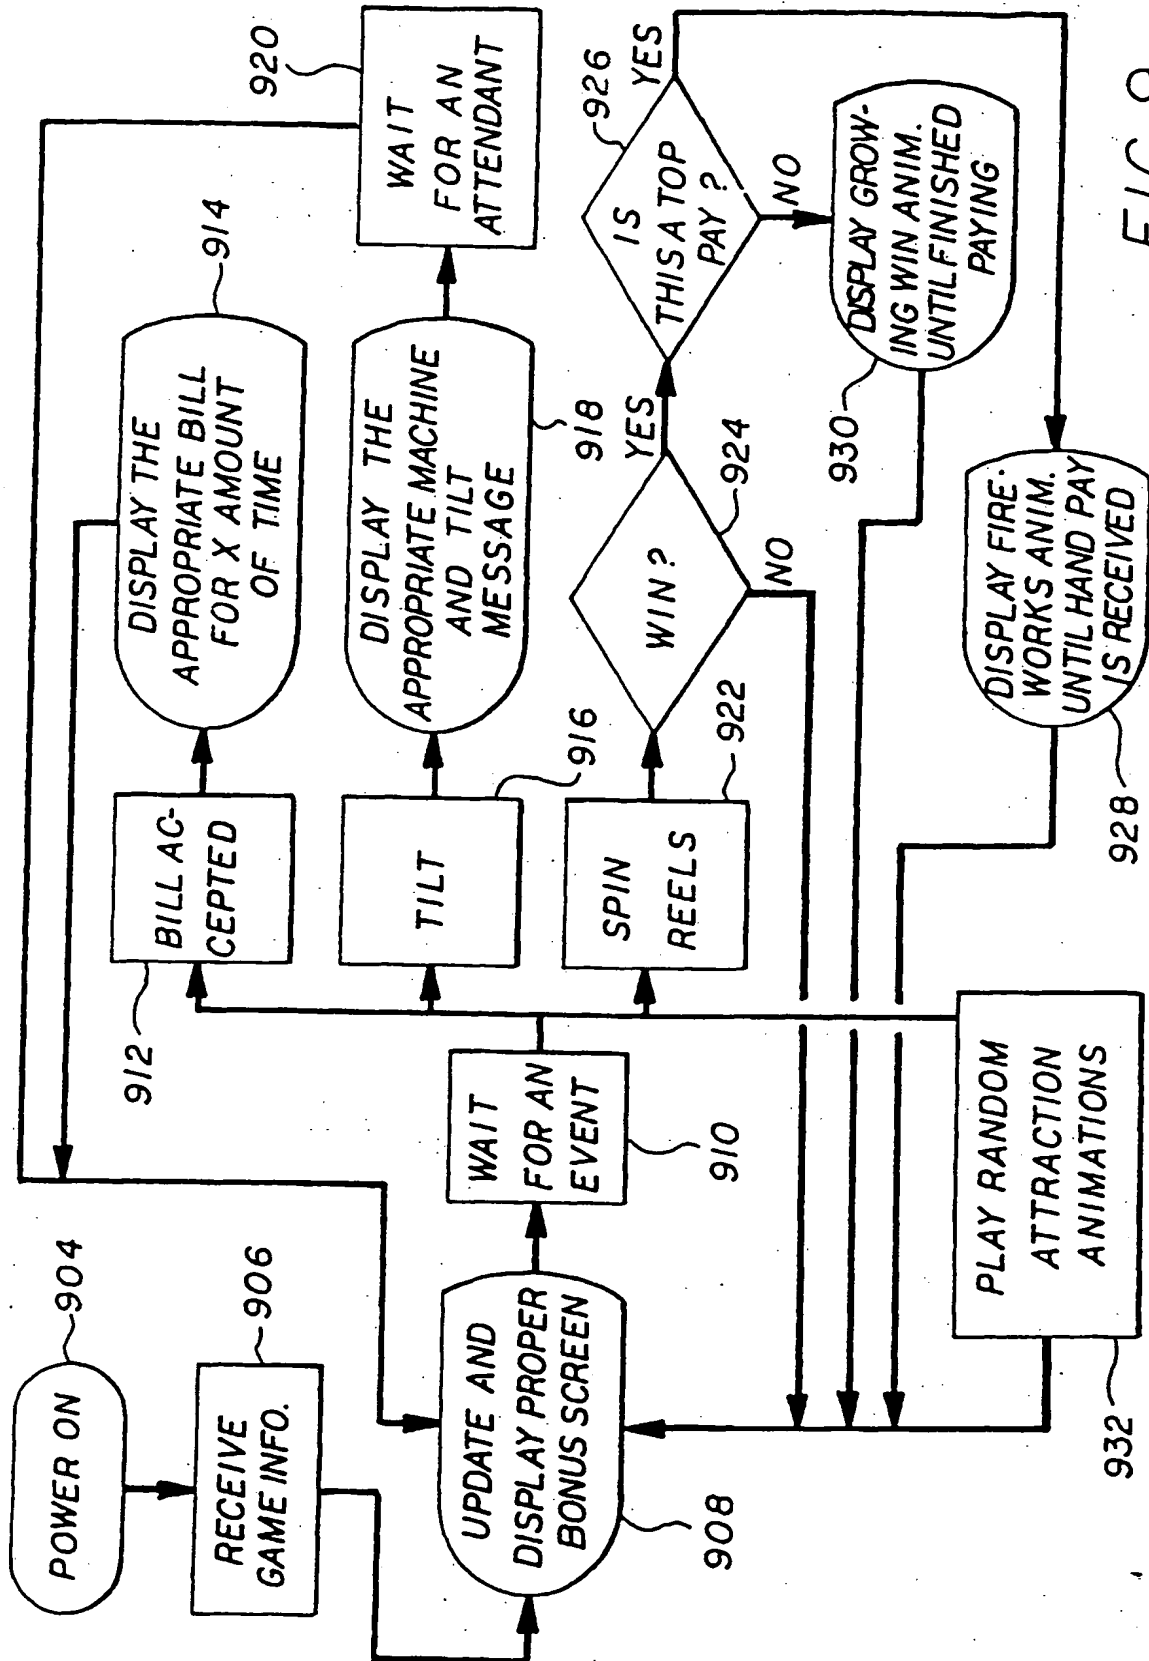 POWER ON
904
RECEIVE
GAME INFO.
906
UPDATE AND
DISPLAY PROPER
BONUS SCREEN
908
WAIT
FOR AN
EVENT
910
BILL AC-
CEPTED
912
DISPLAY THE
APPROPRIATE BILL
FOR X AMOUNT
OF TIME
914
TILT
916
DISPLAY THE
APPROPRIATE MACHINE
AND TILT
MESSAGE
918
WAIT
FOR AN
ATTENDANT
920
SPIN
REELS
922
WIN?
924
YES
NO
IS
THIS A TOP
PAY?
926
YES
NO
DISPLAY GROW-
ING WIN ANIM.
UNTIL FINISHED
PAYING
930
DISPLAY FIRE-
WORKS ANIM.
UNTIL HAND PAY
IS RECEIVED
928
PLAY RANDOM
ATTRACTION
ANIMATIONS
932
FIG. 9